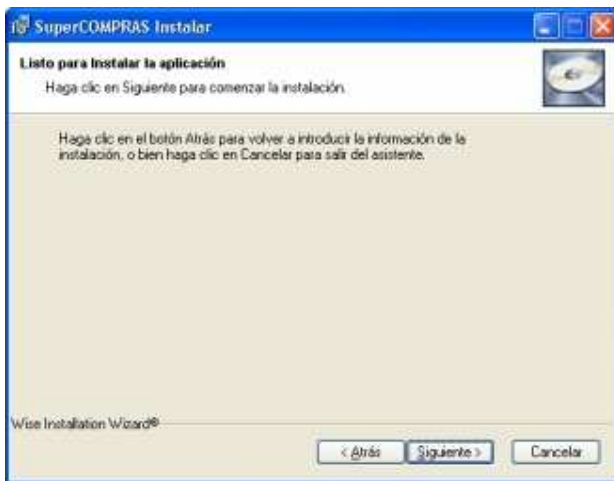 SuperCOMPRAS Instalar
Listo para Instalar la aplicación
Haga clic en Siguiente para comenzar la instalación.
Haga clic en el botón Atrás para volver a introducir la información de la
instalación, o bien haga clic en Cancelar para salir del asistente.
Wise Installation Wizard®
< Atrás Siguiente > Cancelar